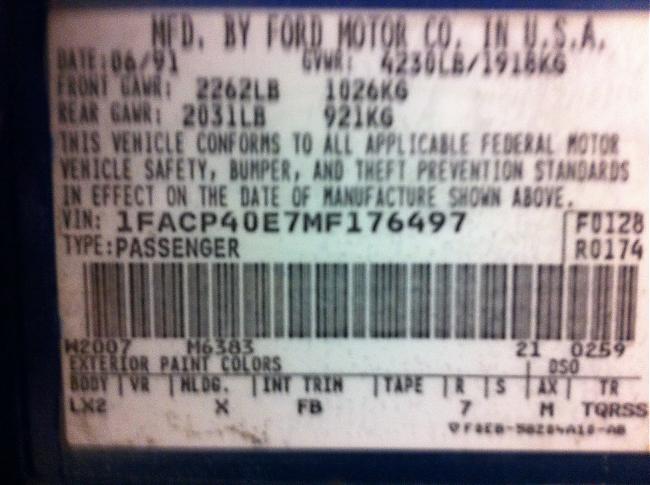 MFD. BY FORD MOTOR CO. IN U.S.A.
DATE: 06/91 GVWR: 4230LB/1918KG
FRONT GAWR: 2262LB 1026KG
REAR GAWR: 2031LB 921KG
THIS VEHICLE CONFORMS TO ALL APPLICABLE FEDERAL MOTOR
VEHICLE SAFETY, BUMPER, AND THEFT PREVENTION STANDARDS
IN EFFECT ON THE DATE OF MANUFACTURE SHOWN ABOVE.
VIN: 1FACP40E7MF176497 F0128
TYPE: PASSENGER R0174
W2007 M6383 21 0259
EXTERIOR PAINT COLORS DSO
BODY VR MLDG. INT TRIM TAPE R S AX TR
LX2 X FB 7 M TQRSS